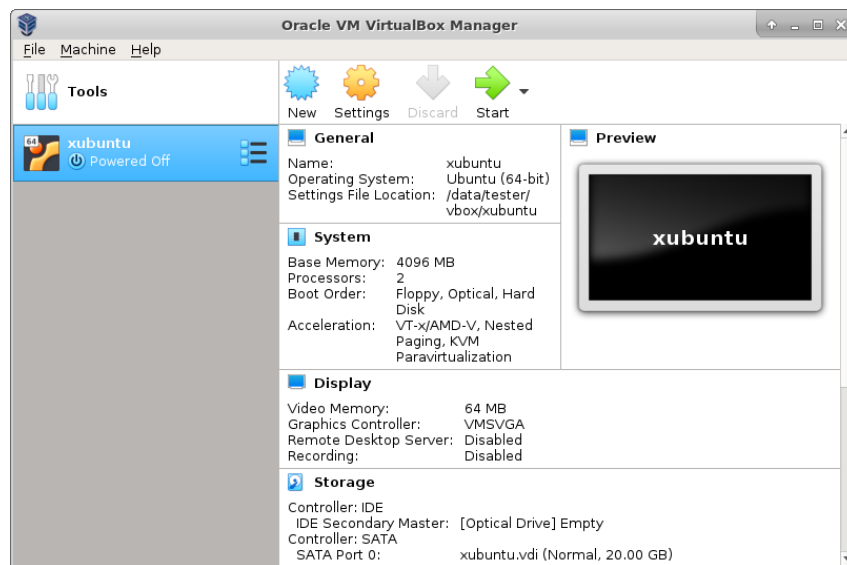 Oracle VM VirtualBox Manager
File Machine Help
Tools
New Settings Discard Start
64
xubuntu
Powered Off
General
Name: xubuntu
Operating System: Ubuntu (64-bit)
Settings File Location: /data/tester/
vbox/xubuntu
System
Base Memory: 4096 MB
Processors: 2
Boot Order: Floppy, Optical, Hard
Disk
Acceleration: VT-x/AMD-V, Nested
Paging, KVM
Paravirtualization
Preview
xubuntu
Display
Video Memory: 64 MB
Graphics Controller: VMSVGA
Remote Desktop Server: Disabled
Recording: Disabled
Storage
Controller: IDE
IDE Secondary Master: [Optical Drive] Empty
Controller: SATA
SATA Port 0: xubuntu.vdi (Normal, 20.00 GB)